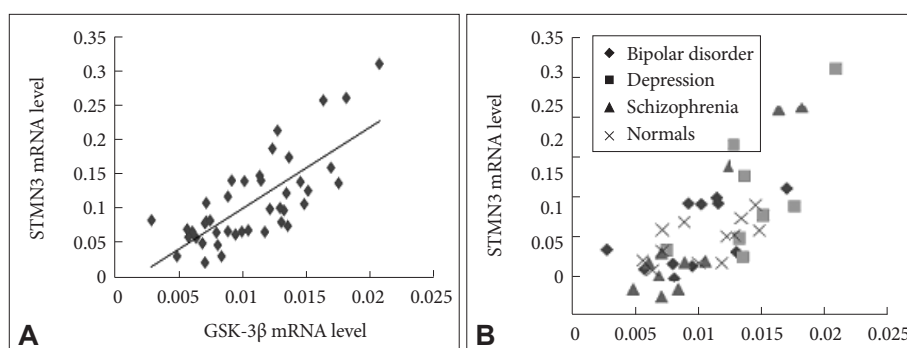 0.35
0.3
0.25
0.2
0.15
0.1
0.05
0
STMN3 mRNA level
0 0.005 0.01 0.015 0.02 0.025
GSK-3β mRNA level
A
0.35
0.3
0.25
0.2
0.15
0.1
0.05
0
STMN3 mRNA level
Bipolar disorder
Depression
Schizophrenia
Normals
0 0.005 0.01 0.015 0.02 0.025
B